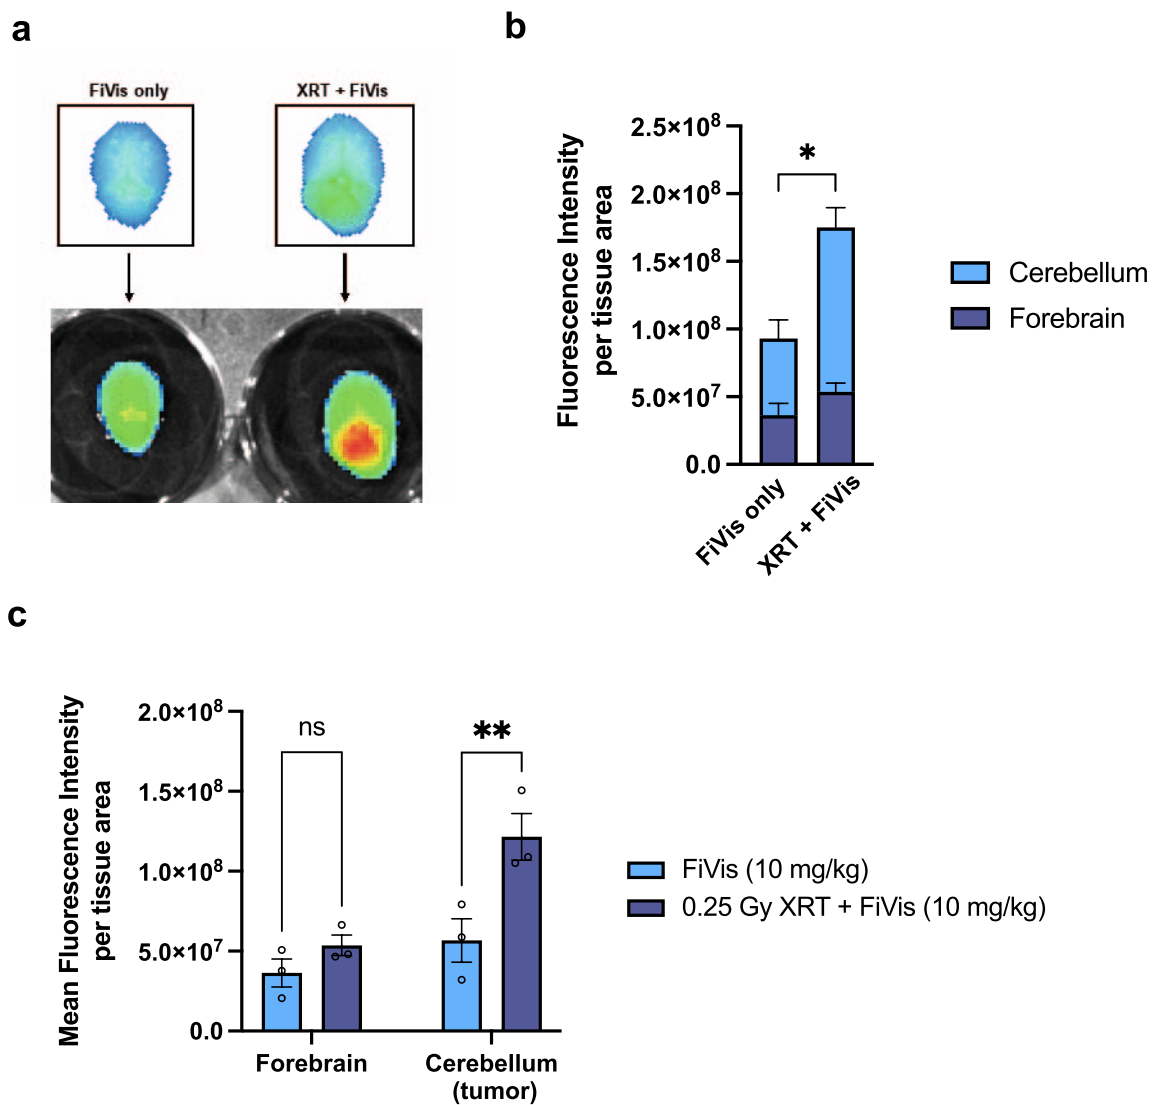 a
FiVis only
XRT + FiVis
b
Fluorescence Intensity
per tissue area
2.5×10⁸
2.0×10⁸
1.5×10⁸
1.0×10⁸
5.0×10⁷
0.0
*
FiVis only
XRT + FiVis
Cerebellum
Forebrain
c
Mean Fluorescence Intensity
per tissue area
2.0×10⁸
1.5×10⁸
1.0×10⁸
5.0×10⁷
0.0
ns
**
Forebrain
Cerebellum
(tumor)
FiVis (10 mg/kg)
0.25 Gy XRT + FiVis (10 mg/kg)